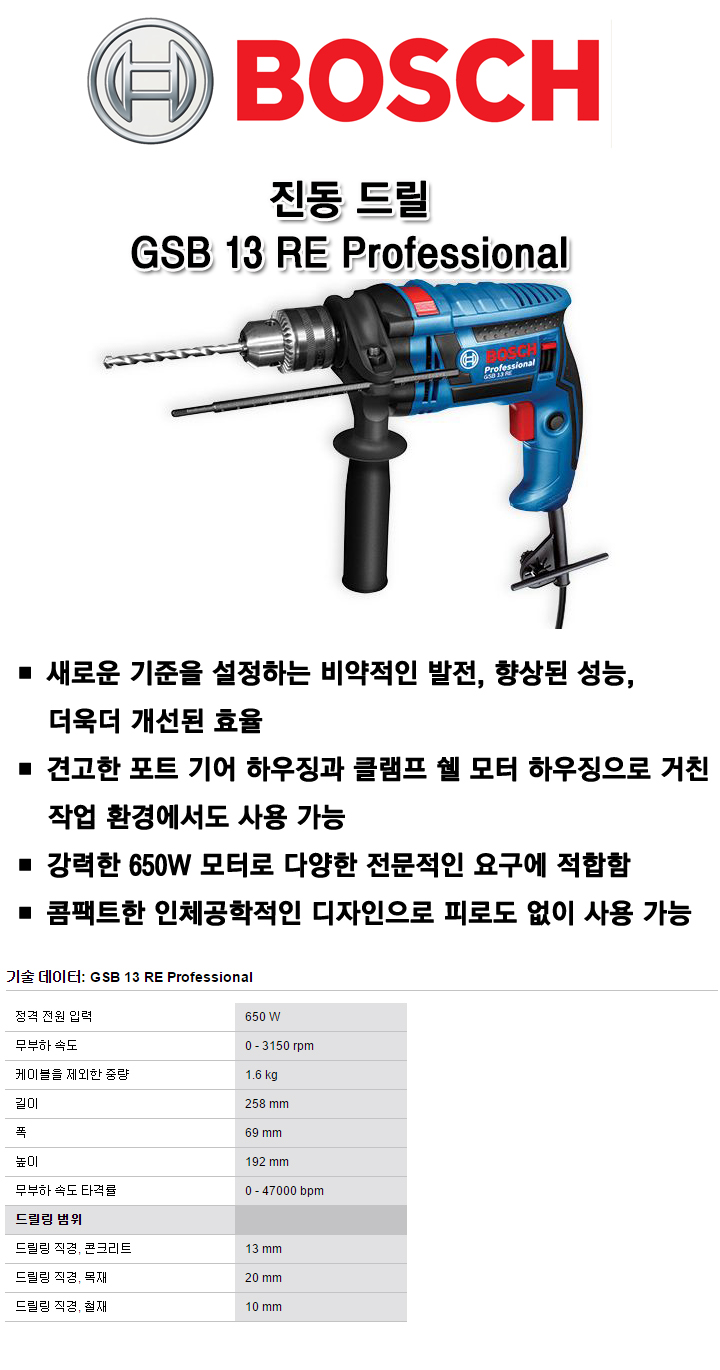 BOSCH
진동 드릴
GSB 13 RE Professional
BOSCH
Professional
GSB 13 RE
■ 새로운 기준을 설정하는 비약적인 발전, 향상된 성능,
더욱더 개선된 효율
■ 견고한 포트 기어 하우징과 클램프 쉘 모터 하우징으로 거친
작업 환경에서도 사용 가능
■ 강력한 650W 모터로 다양한 전문적인 요구에 적합함
■ 콤팩트한 인체공학적인 디자인으로 피로도 없이 사용 가능
기술 데이터: GSB 13 RE Professional
정격 전원 입력 650 W
무부하 속도 0 - 3150 rpm
케이블을 제외한 중량 1.6 kg
길이 258 mm
폭 69 mm
높이 192 mm
무부하 속도 타격률 0 - 47000 bpm
드릴링 범위
드릴링 직경, 콘크리트 13 mm
드릴링 직경, 목재 20 mm
드릴링 직경, 철재 10 mm